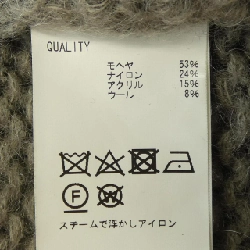 QUALITY
モヘヤ 53%
ナイロン 24%
アクリル 15%
ウール 8%
F
W
スチームで浮かしアイロン